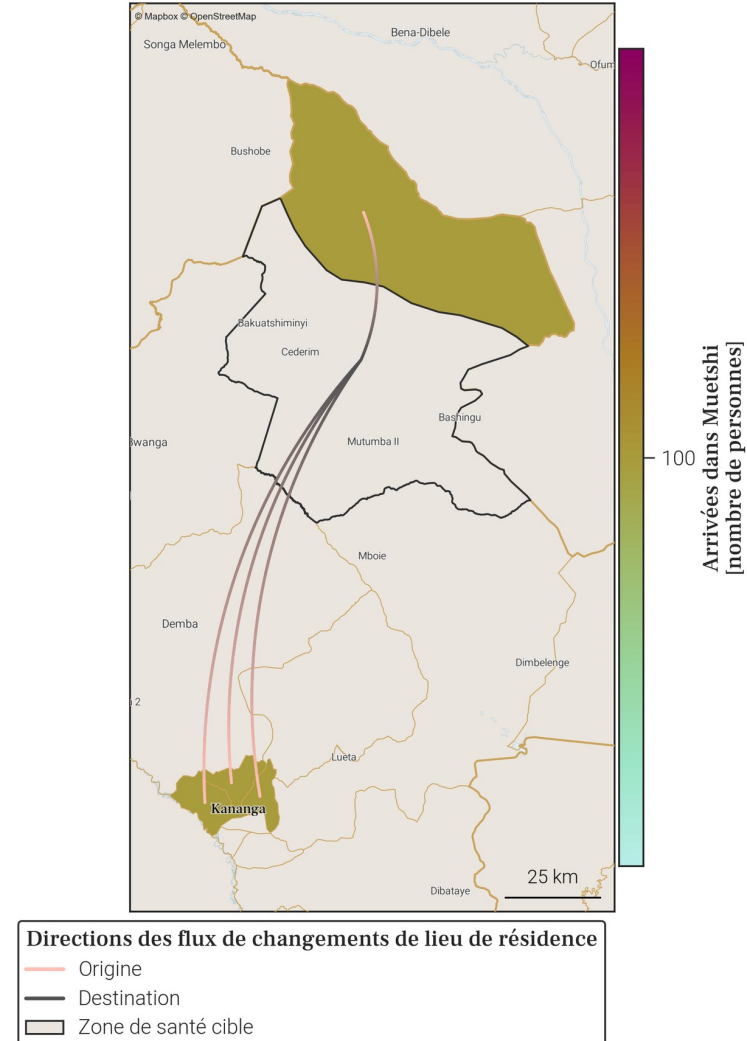 © Mapbox © OpenStreetMap
Bena-Dibele
Songa Melembo
Bushobe
Bakuatshiminyi
Cederim
Bashingu
Mutumba II
Mboie
Demba
Dimbelenge
Lueta
Kananga
Dibataye
25 km
100
Arrivées dans Muetshi
[nombre de personnes]
Directions des flux de changements de lieu de résidence
Origine
Destination
Zone de santé cible